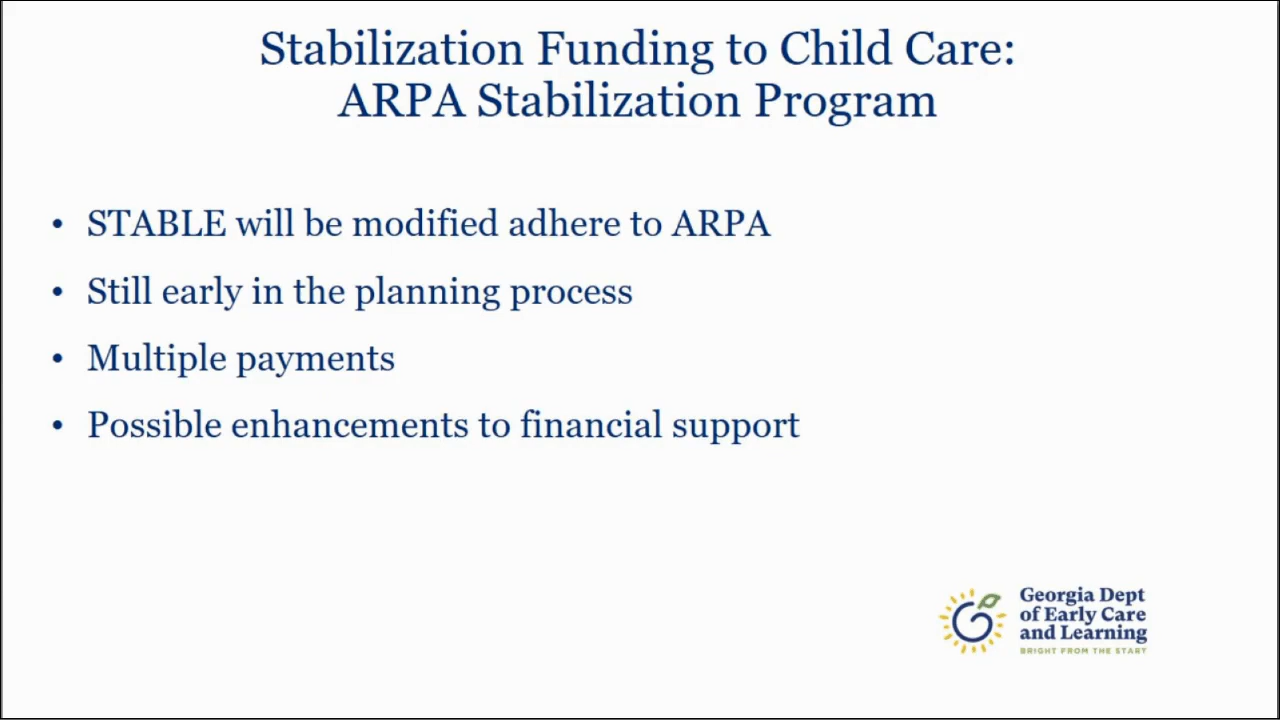 Stabilization Funding to Child Care:
ARPA Stabilization Program
• STABLE will be modified adhere to ARPA
• Still early in the planning process
• Multiple payments
• Possible enhancements to financial support
Georgia Dept
of Early Care
and Learning
BRIGHT FROM THE START